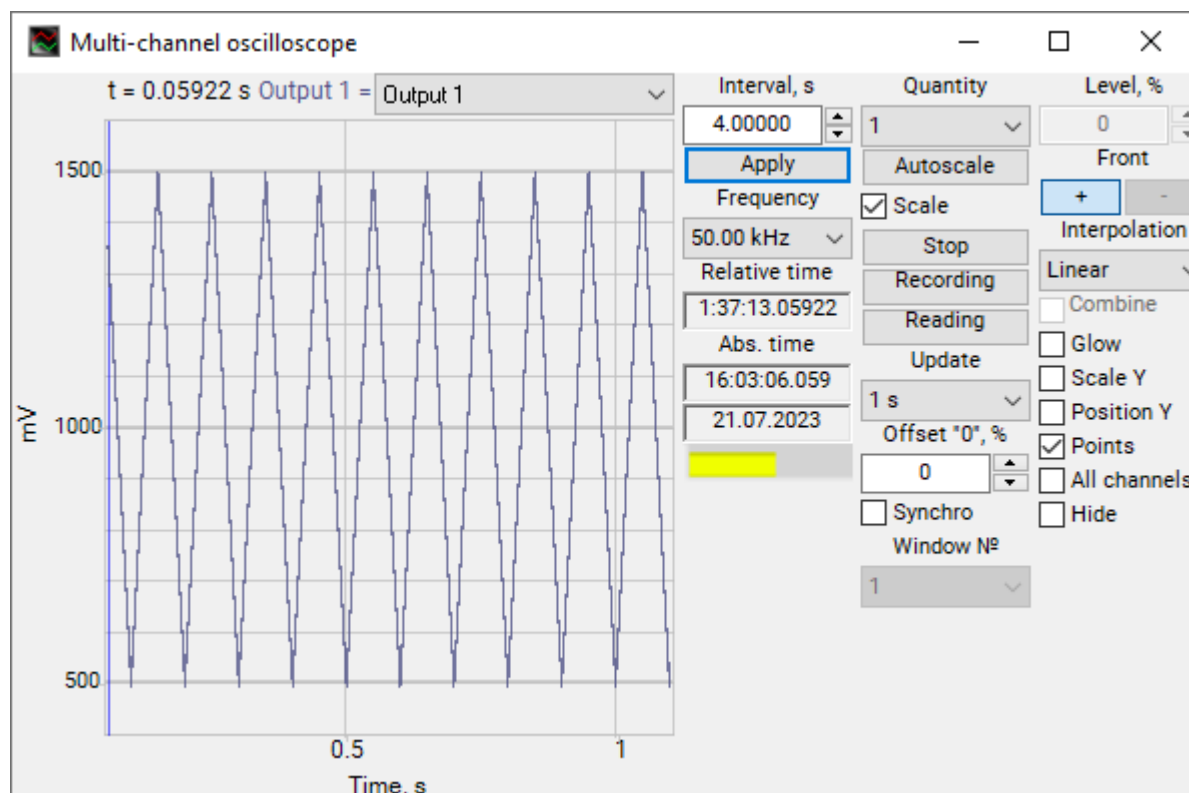 Multi-channel oscilloscope
t = 0.05922 s Output 1 = Output 1
1500
1000
500
mV
0.5
1
Time, s
Interval, s
4.00000
Apply
Frequency
50.00 kHz
Relative time
1:37:13.05922
Abs. time
16:03:06.059
21.07.2023
Quantity
1
Autoscale
Scale
Stop
Recording
Reading
Update
1 s
Offset "0", %
0
Synchro
Window №
1
Level, %
0
Front
+ -
Interpolation
Linear
Combine
Glow
Scale Y
Position Y
Points
All channels
Hide